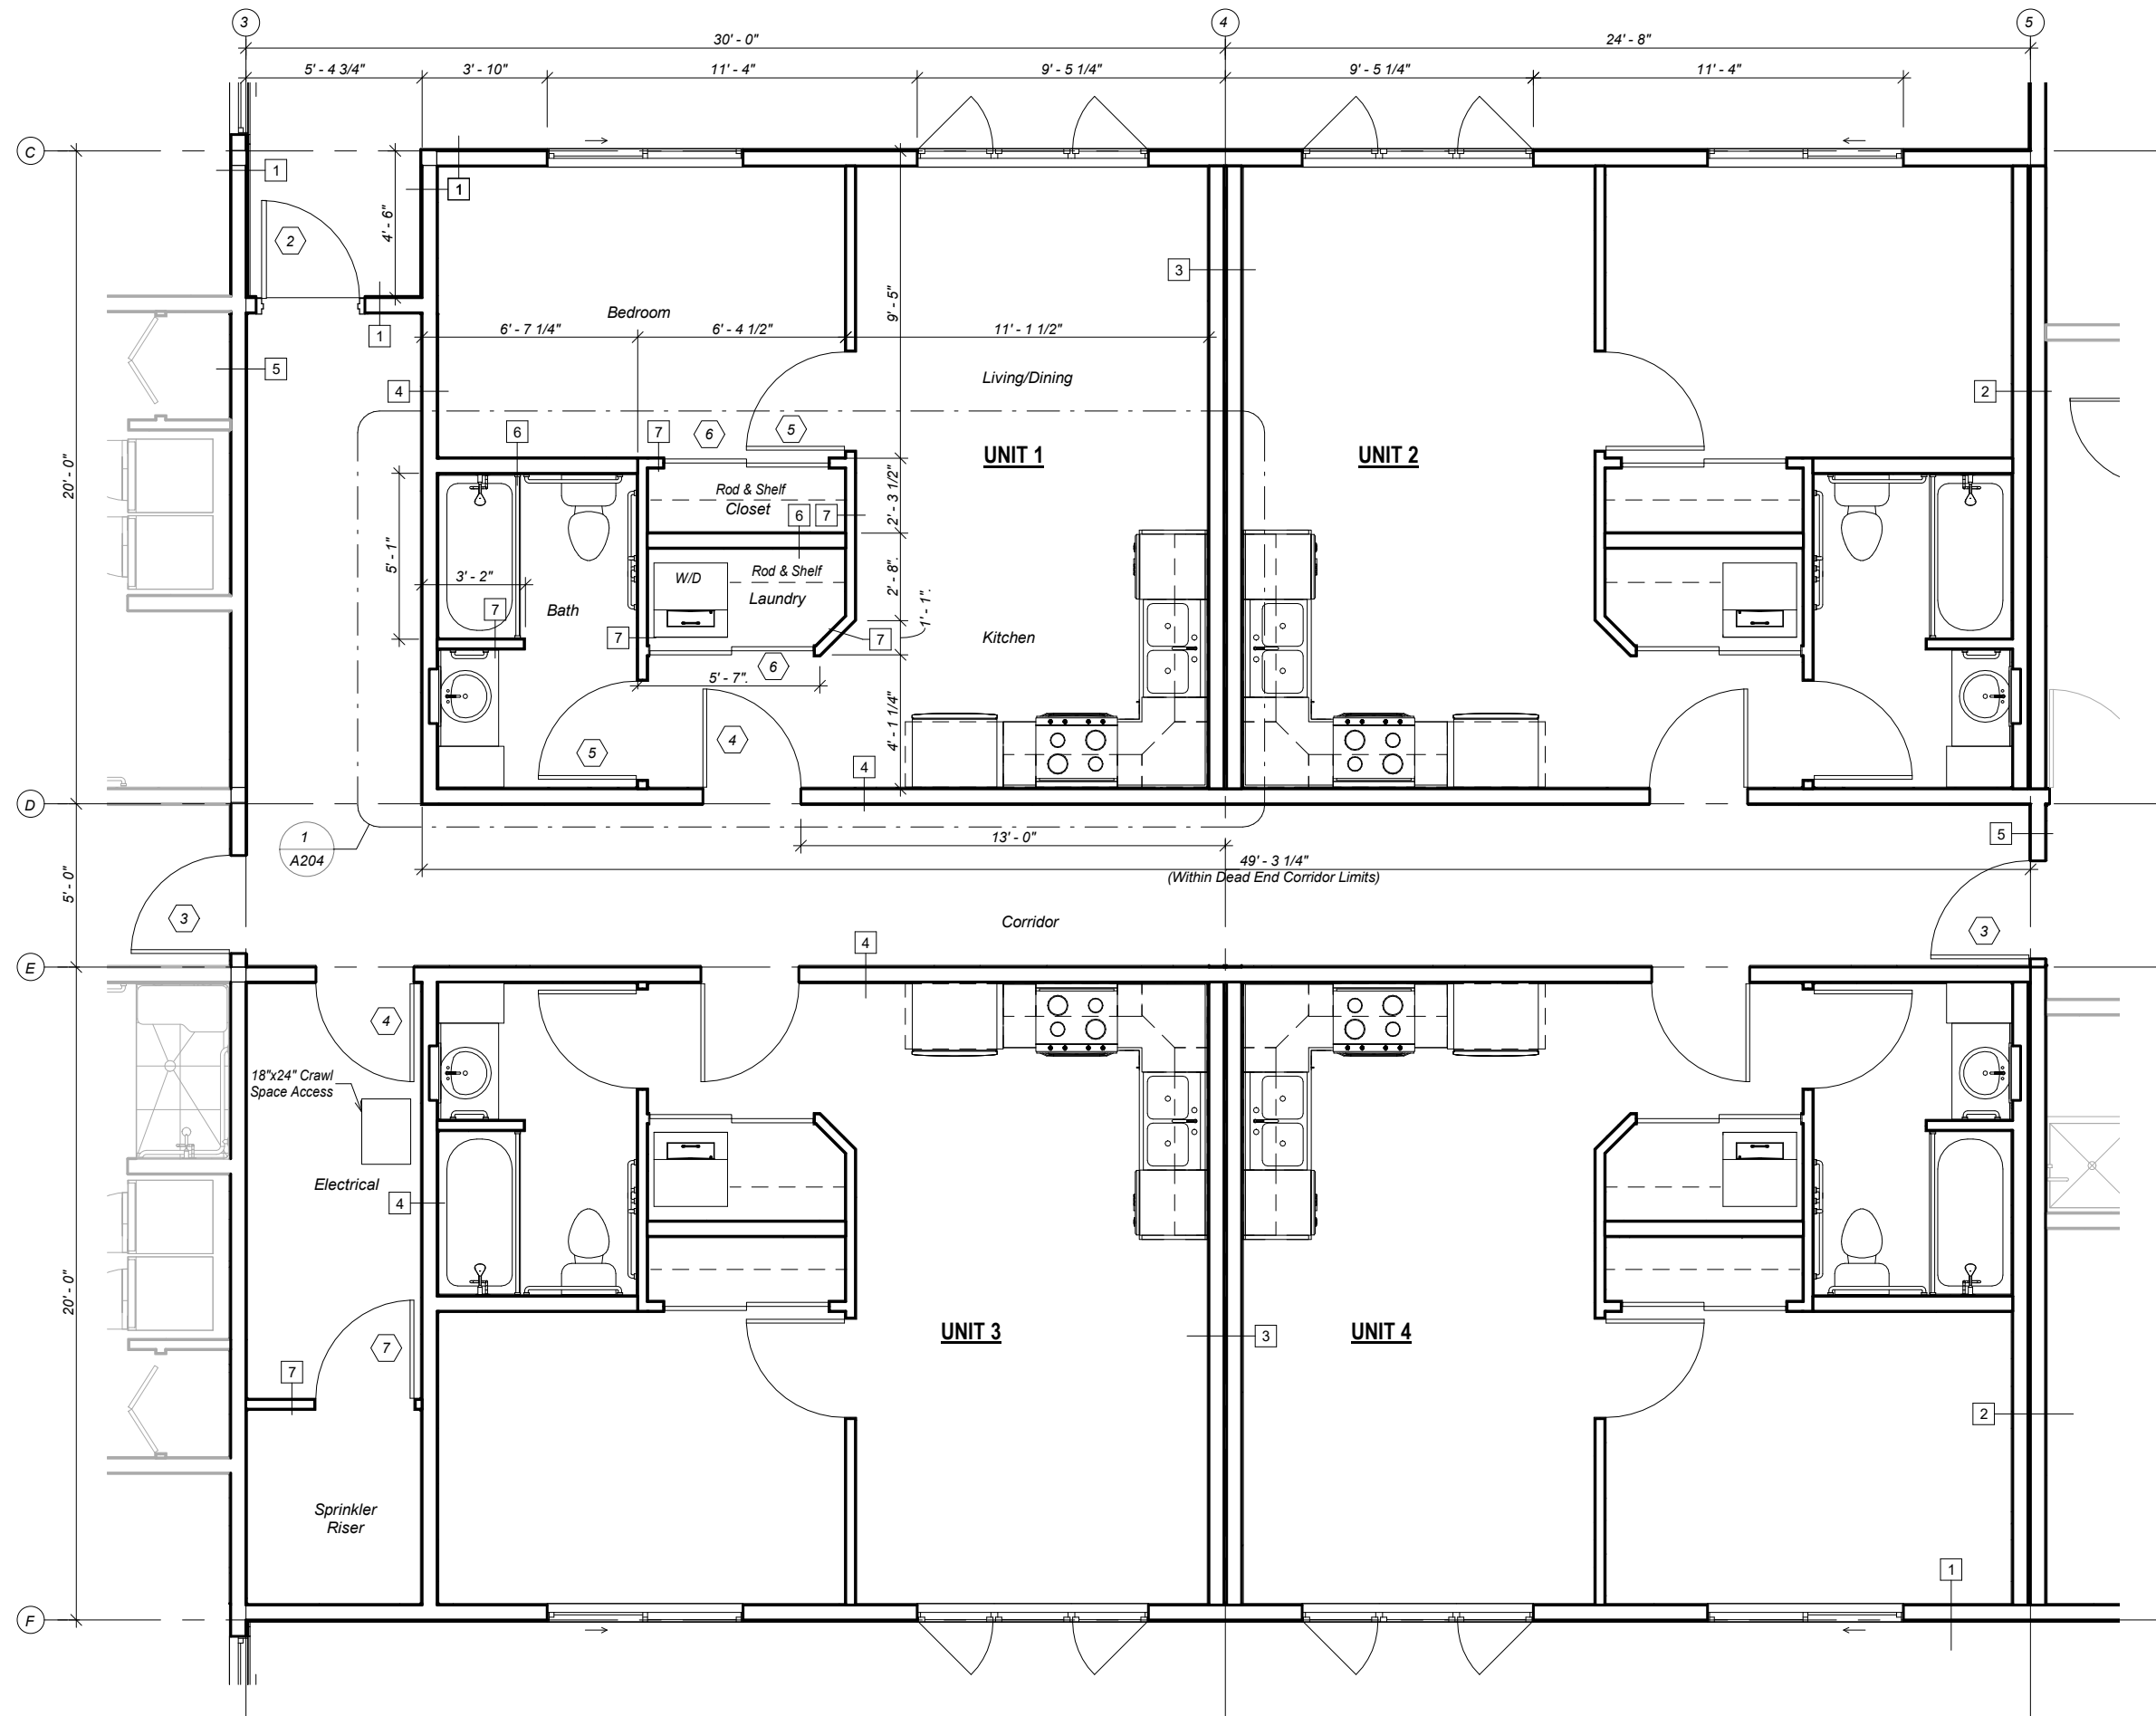 3
4
5
30' - 0"
24' - 8"
5' - 4 3/4"
3' - 10"
11' - 4"
9' - 5 1/4"
9' - 5 1/4"
11' - 4"
C
1
1
4' - 6"
2
3
1
Bedroom
9' - 5"
6' - 7 1/4"
6' - 4 1/2"
11' - 1 1/2"
5
4
Living/Dining
2
6
7
6
5
UNIT 1
UNIT 2
20' - 0"
Rod & Shelf
Closet
2' - 3 1/2"
6
7
5' - 1"
3' - 2"
W/D
Rod & Shelf
Laundry
2' - 8".
1' - 1".
7
Bath
7
7
Kitchen
6
5' - 7".
4' - 1 1/4"
5
4
4
D
1
A204
13' - 0"
5
49' - 3 1/4"
(Within Dead End Corridor Limits)
5' - 0"
3
Corridor
3
4
E
4
18"x24" Crawl
Space Access
Electrical
4
20' - 0"
UNIT 3
3
UNIT 4
7
7
2
Sprinkler
Riser
1
F